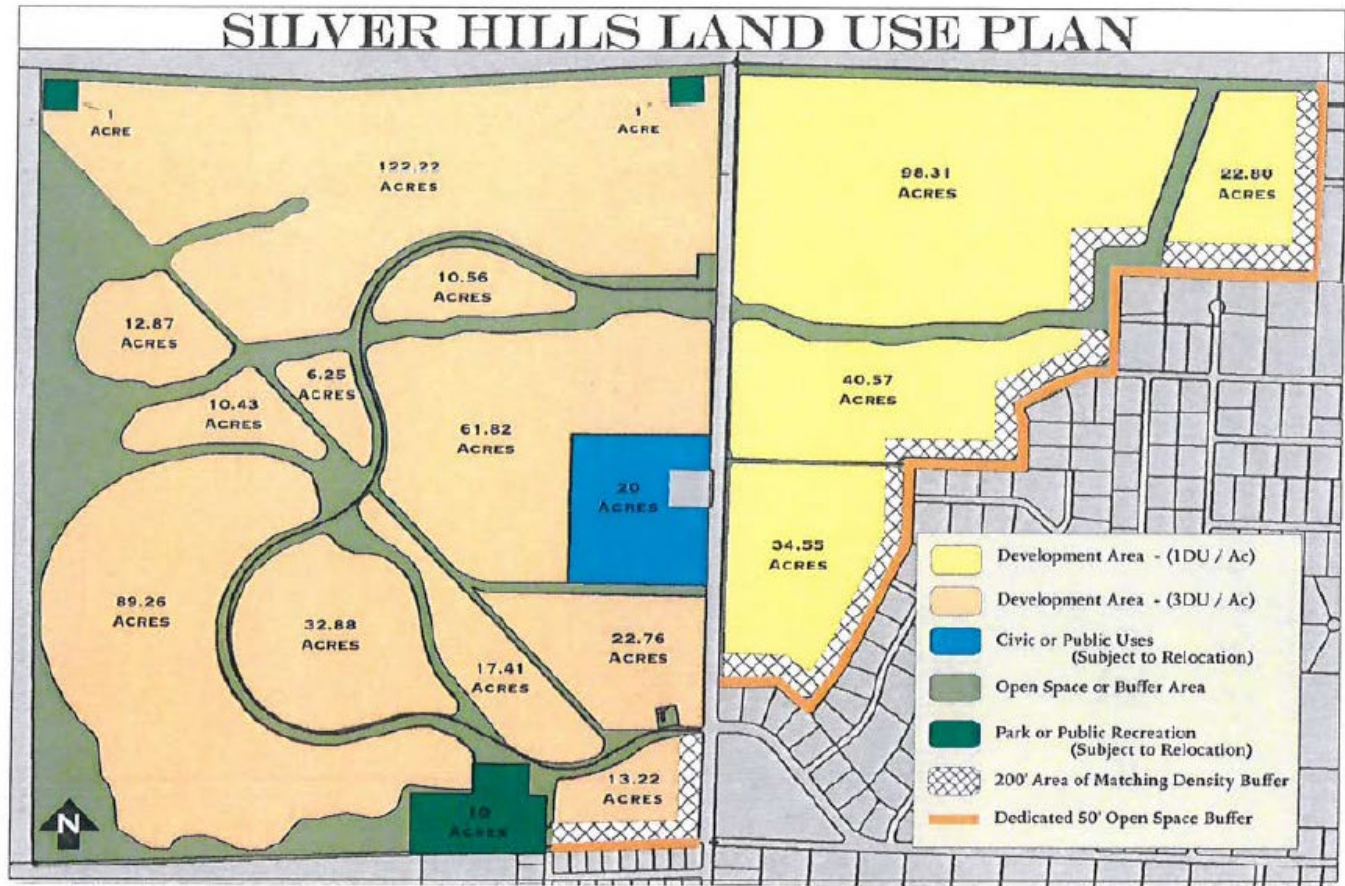 SILVER HILLS LAND USE PLAN
1
ACRE
1
ACRE
122.22
ACRES
98.31
ACRES
22.80
ACRES
10.56
ACRES
12.87
ACRES
6.25
ACRES
10.43
ACRES
61.82
ACRES
40.57
ACRES
20
ACRES
34.55
ACRES
89.26
ACRES
32.88
ACRES
17.41
ACRES
22.76
ACRES
13.22
ACRES
10
ACRES
N
Development Area - (1DU / Ac)
Development Area - (3DU / Ac)
Civic or Public Uses
(Subject to Relocation)
Open Space or Buffer Area
Park or Public Recreation
(Subject to Relocation)
200' Area of Matching Density Buffer
Dedicated 50' Open Space Buffer